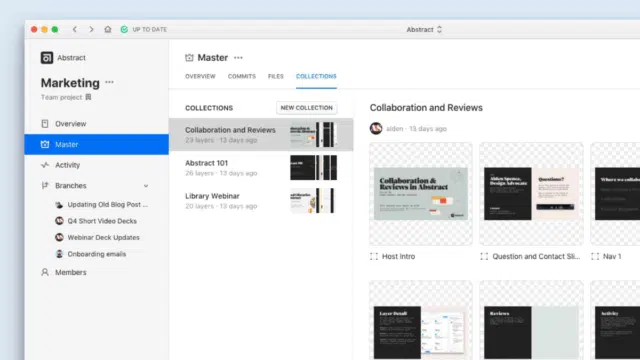 UP TO DATE
Abstract
Abstract
Marketing
Team project
Overview
Master
Activity
Branches
Updating Old Blog Post ...
Q4 Short Video Decks
Webinar Deck Updates
Onboarding emails
Members
Master
OVERVIEW COMMITS FILES COLLECTIONS
COLLECTIONS NEW COLLECTION
Collaboration and Reviews
29 layers · 13 days ago
Abstract 101
26 layers · 13 days ago
Library Webinar
20 layers · 13 days ago
Collaboration and Reviews
aiden · 13 days ago
Collaboration &
Reviews in Abstract
Aiden Spence,
Design Advocate
Questions?
Where we collab
Host Intro
Question and Contact Sli...
Nav 1
Layer Detail
Reviews
Activity